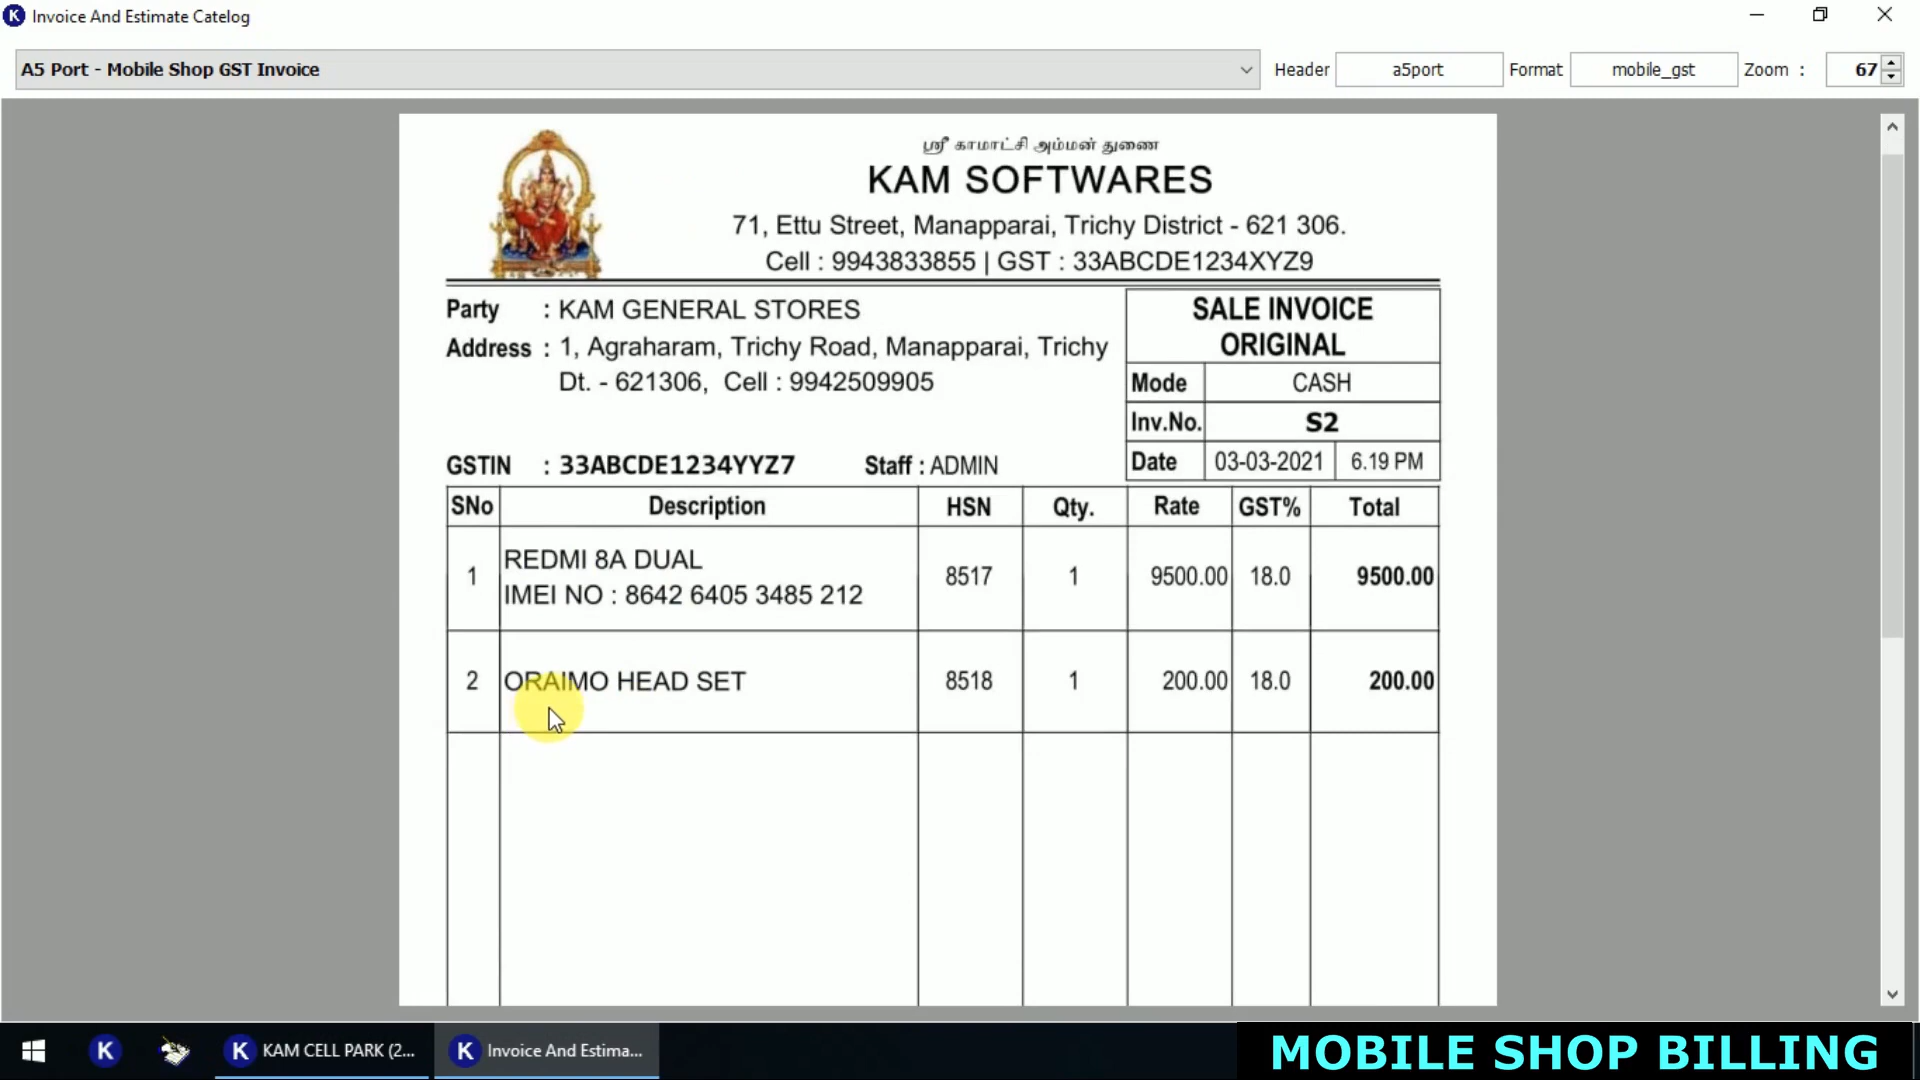 Invoice And Estimate Catelog
A5 Port - Mobile Shop GST Invoice
Header a5port Format mobile_gst Zoom : 67
ஸ்ரீ காமாட்சி அம்மன் துணை
KAM SOFTWARES
71, Ettu Street, Manapparai, Trichy District - 621 306.
Cell : 9943833855 | GST : 33ABCDE1234XYZ9
Party : KAM GENERAL STORES
Address : 1, Agraharam, Trichy Road, Manapparai, Trichy
Dt. - 621306, Cell : 9942509905
GSTIN : 33ABCDE1234YYZ7 Staff : ADMIN
SALE INVOICE
ORIGINAL
Mode CASH
Inv.No. S2
Date 03-03-2021 6.19 PM
SNo Description HSN Qty. Rate GST% Total
1 REDMI 8A DUAL 8517 1 9500.00 18.0 9500.00
IMEI NO : 8642 6405 3485 212
2 ORAIMO HEAD SET 8518 1 200.00 18.0 200.00
K KAM CELL PARK (2... K Invoice And Estima...
MOBILE SHOP BILLING